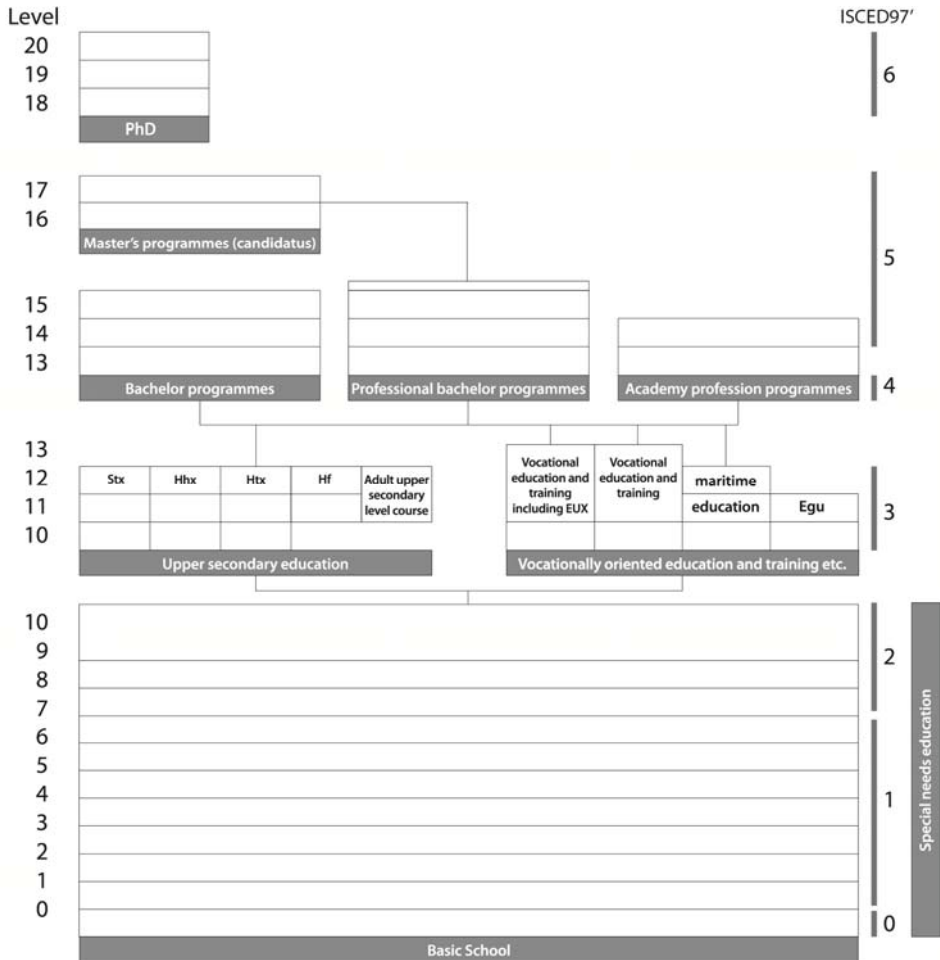 Level ISCED97'
20
19 6
18
PhD
17
16
Master's programmes (candidatus)
5
15
14
13
Bachelor programmes Professional bachelor programmes Academy profession programmes 4
13
12 Stx Hhx Htx Hf Adult upper
secondary
level course
Vocational
education and
training
including EUX
Vocational
education and
training
maritime
education Egu
11 3
10
Upper secondary education Vocationally oriented education and training etc.
10
9 2
8
7
6
5
4 1
3
2
1
0 0
Basic School
Special needs education